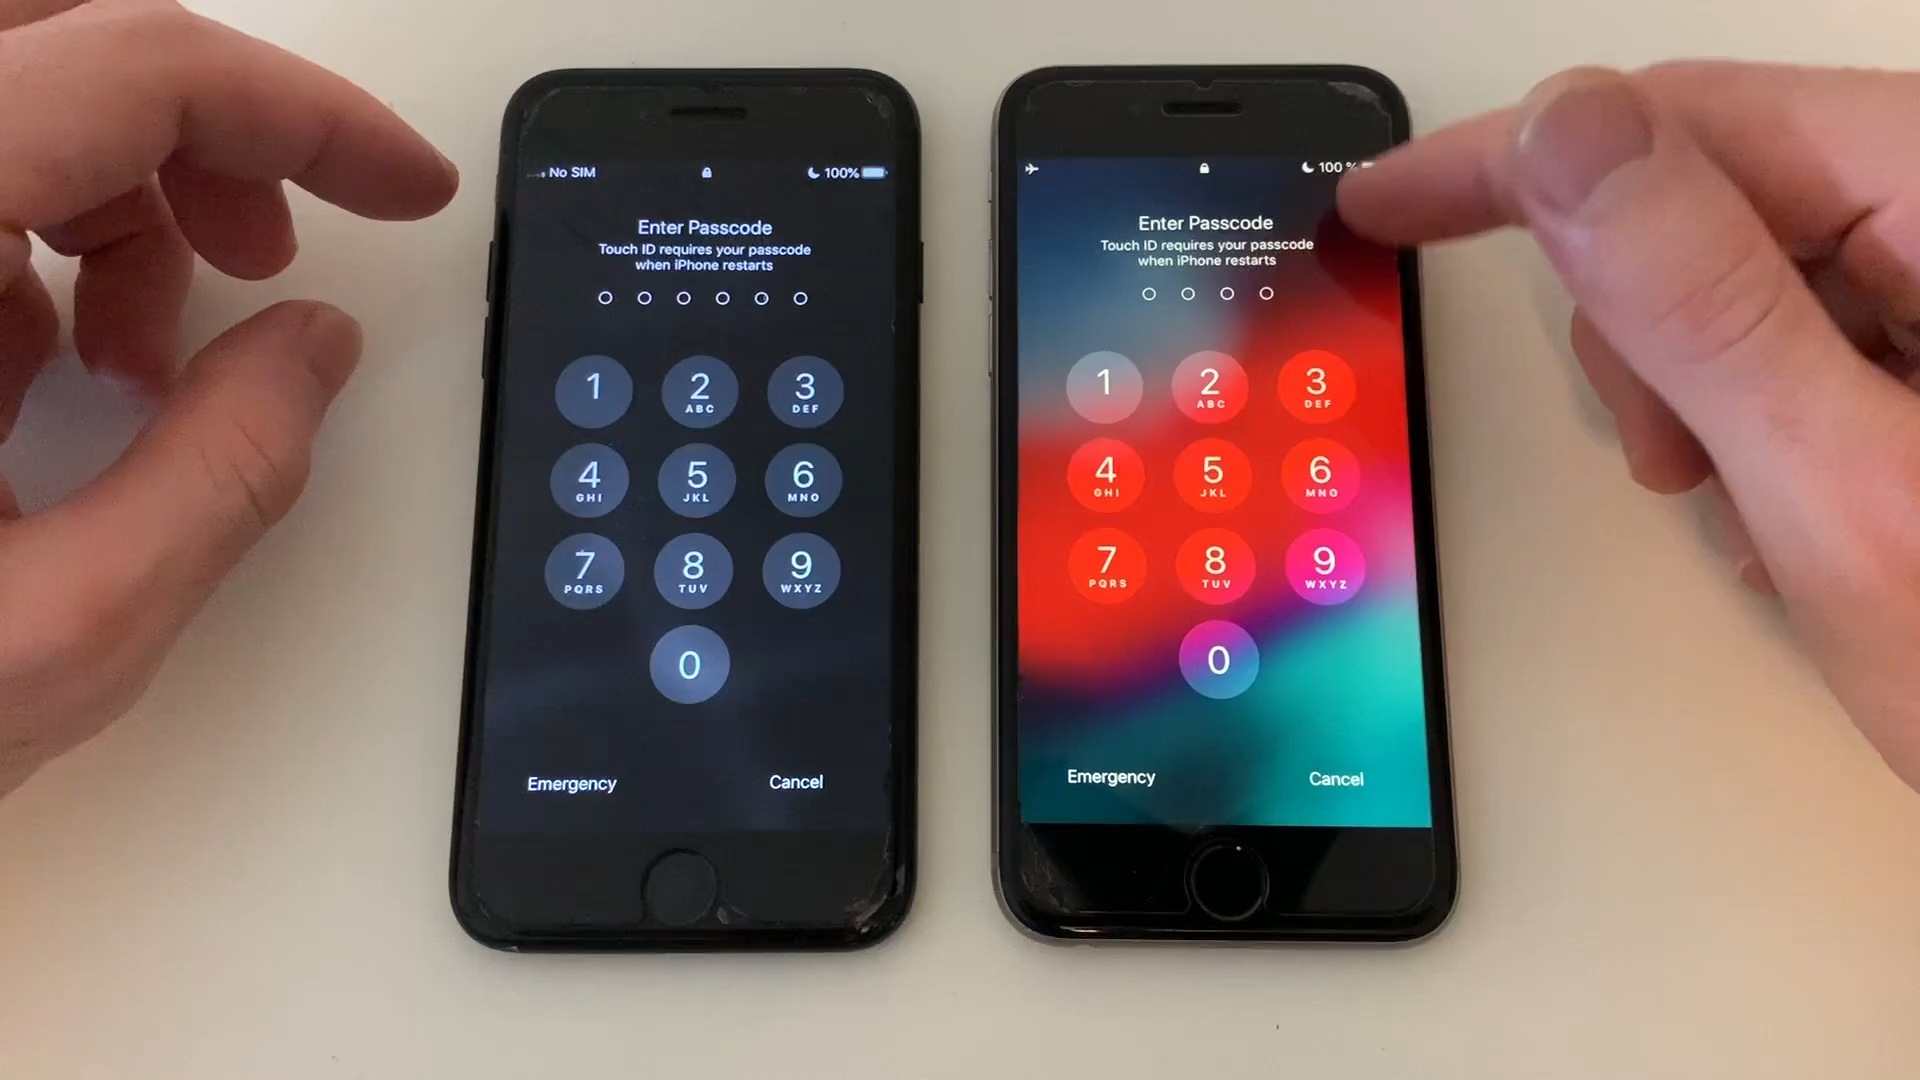 No SIM 100%
Enter Passcode
Touch ID requires your passcode
when iPhone restarts
1 2 3
ABC DEF
4 5 6
GHI JKL MNO
7 8 9
PQRS TUV WXYZ
0
Emergency Cancel
100 %
Enter Passcode
Touch ID requires your passcode
when iPhone restarts
1 2 3
ABC DEF
4 5 6
GHI JKL MNO
7 8 9
PQRS TUV WXYZ
0
Emergency Cancel